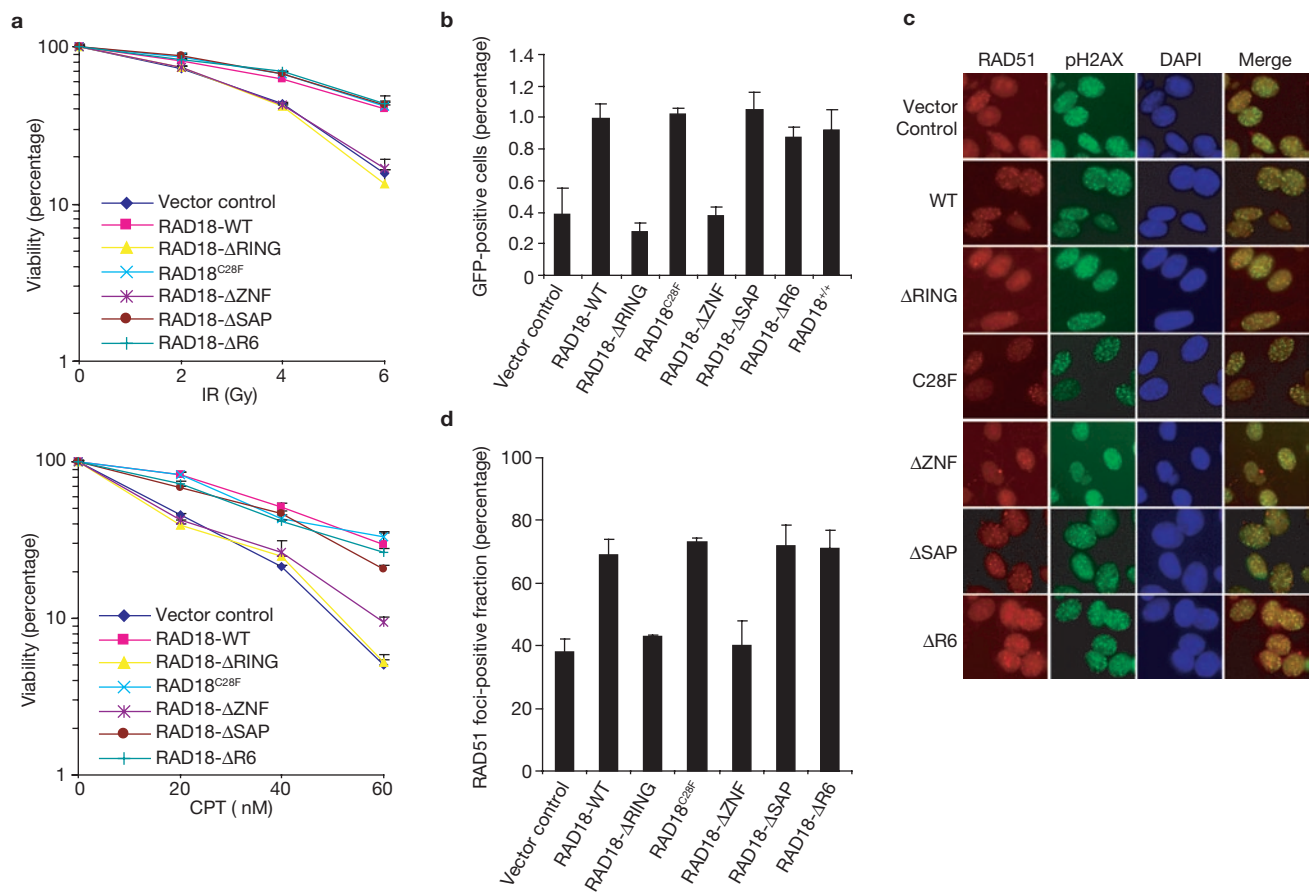 a
100
10
1
Viability (percentage)
0
2
4
6
IR (Gy)
Vector control
RAD18-WT
RAD18-ΔRING
RAD18C28F
RAD18-ΔZNF
RAD18-ΔSAP
RAD18-ΔR6
100
10
1
Viability (percentage)
0
20
40
60
CPT ( nM)
Vector control
RAD18-WT
RAD18-ΔRING
RAD18C28F
RAD18-ΔZNF
RAD18-ΔSAP
RAD18-ΔR6
b
GFP-positive cells (percentage)
1.4
1.2
1.0
0.8
0.6
0.4
0.2
0
Vector control
RAD18-WT
RAD18-ΔRING
RAD18C28F
RAD18-ΔZNF
RAD18-ΔSAP
RAD18-ΔR6
RAD18+/+
d
RAD51 foci-positive fraction (percentage)
100
80
60
40
20
0
Vector control
RAD18-WT
RAD18-ΔRING
RAD18C28F
RAD18-ΔZNF
RAD18-ΔSAP
RAD18-ΔR6
c
RAD51 pH2AX DAPI Merge
Vector
Control
WT
ΔRING
C28F
ΔZNF
ΔSAP
ΔR6